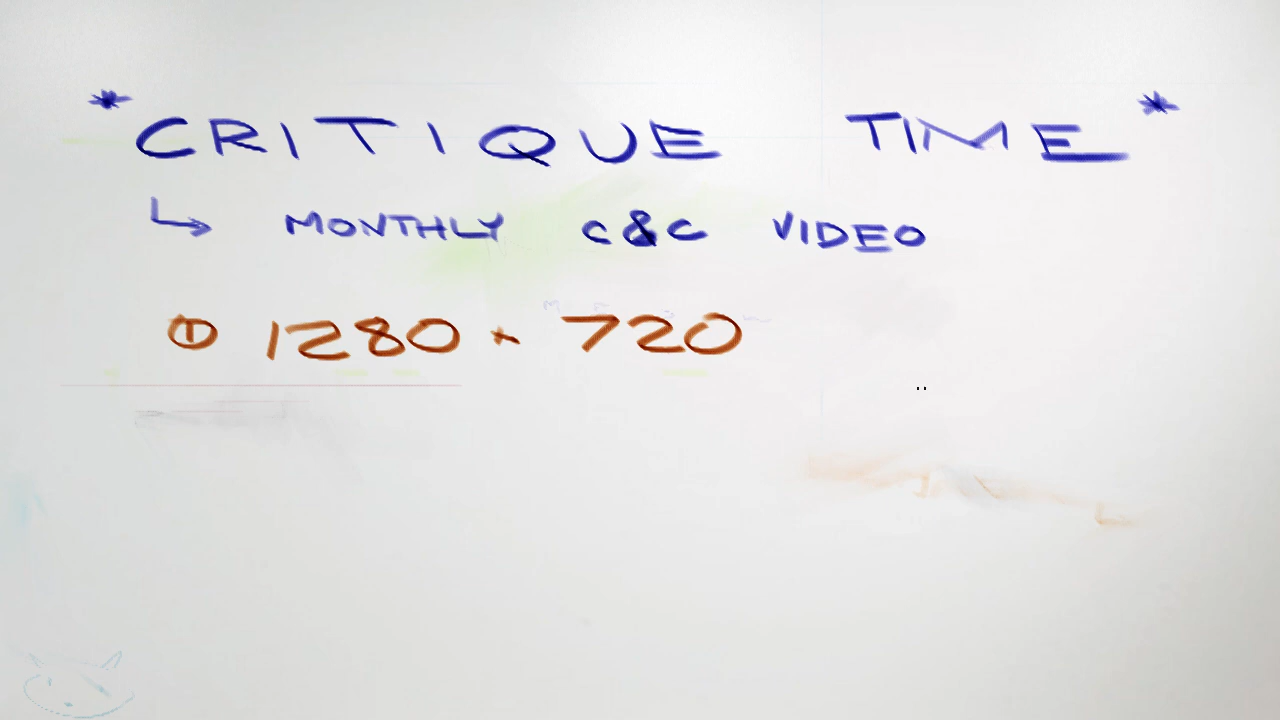 *CRITIQUE TIME*
↳ MONTHLY C&C VIDEO
① 1280 x 720